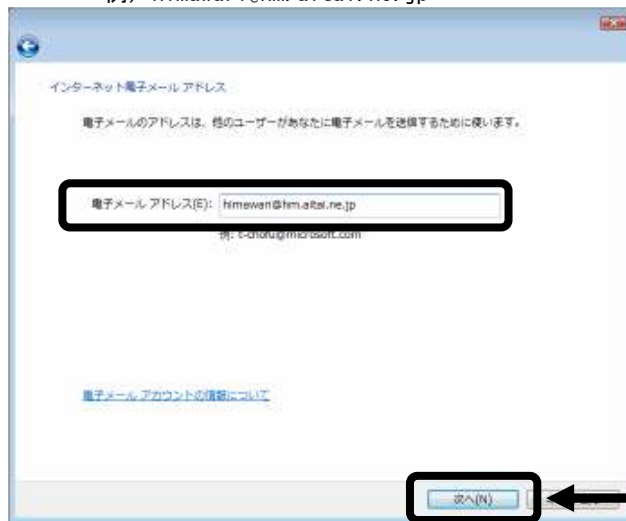 インターネット電子メール アドレス
電子メールのアドレスは、他のユーザーがあなたに電子メールを送信するために使います。
電子メール アドレス(E): himawari@hm.aitai.ne.jp
例: t-chofu@microsoft.com
電子メール アカウントの情報について
次へ(N)